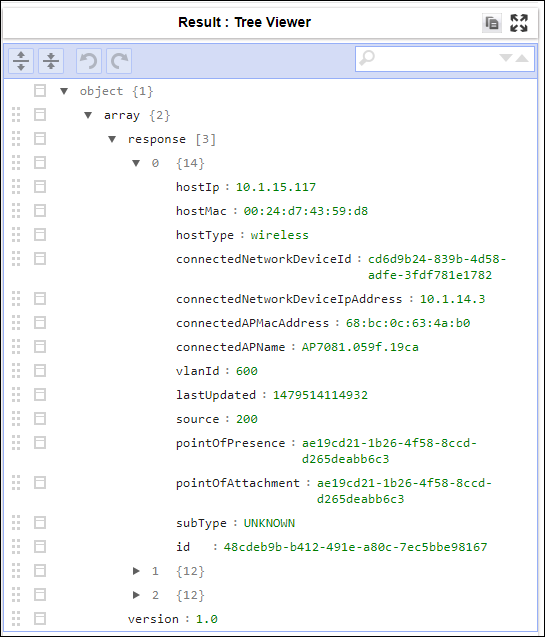 Result : Tree Viewer
object {1}
array {2}
response [3]
0 {14}
hostIp : 10.1.15.117
hostMac : 00:24:d7:43:59:d8
hostType : wireless
connectedNetworkDeviceId : cd6d9b24-839b-4d58-
adfe-3fdf781e1782
connectedNetworkDeviceIpAddress : 10.1.14.3
connectedAPMacAddress : 68:bc:0c:63:4a:b0
connectedAPName : AP7081.059f.19ca
vlanId : 600
lastUpdated : 1479514114932
source : 200
pointOfPresence : ae19cd21-1b26-4f58-8ccd-
d265deabb6c3
pointOfAttachment : ae19cd21-1b26-4f58-8ccd-
d265deabb6c3
subType : UNKNOWN
id : 48cdeb9b-b412-491e-a80c-7ec5bbe98167
1 {12}
2 {12}
version : 1.0